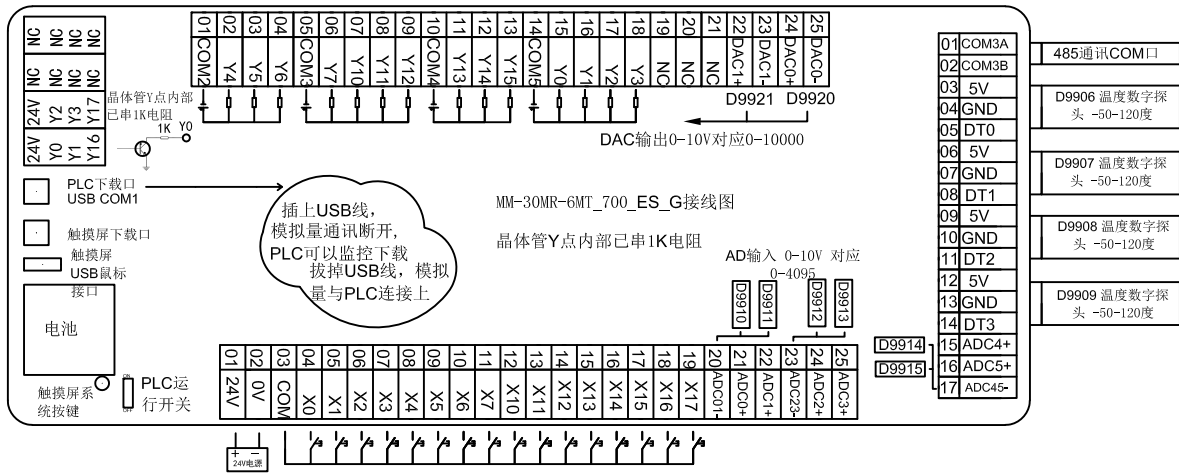 NC NC NC NC
NC NC NC NC
24V Y2 Y3 Y17
24V Y0 Y1 Y16
01 02 03 04 05 06 07 08 09 10 11 12 13 14 15 16 17 18 19 20 21 22 23 24 25
COM2 Y4 Y5 Y6 COM3 Y7 Y10 Y11 Y12 COM4 Y13 Y14 Y15 COM5 Y0 Y1 Y2 Y3 NC NC NC DAC1+ DAC1- DAC0+ DAC0-
D9921 D9920
DAC输出0-10V对应0-10000
晶体管Y点内部
已串1K电阻
1K Y0
PLC下载口
USB COM1
触摸屏下载口
触摸屏
USB鼠标
接口
电池
触摸屏系
统按键
ON
OFF
PLC运
行开关
插上USB线，
模拟量通讯断开，
PLC可以监控下载
拔掉USB线，模拟
量与PLC连接上
MM-30MR-6MT_700_ES_G接线图
晶体管Y点内部已串1K电阻
AD输入 0-10V 对应
0-4095
D9910 D9911 D9912 D9913
01 02 03 04 05 06 07 08 09 10 11 12 13 14 15 16 17 18 19 20 21 22 23 24 25
24V 0V COM X0 X1 X2 X3 X4 X5 X6 X7 X10 X11 X12 X13 X14 X15 X16 X17 ADC01- ADC0+ ADC1+ ADC23- ADC2+ ADC3+
+ −
24V电源
01 COM3A
02 COM3B
03 5V
04 GND
05 DT0
06 5V
07 GND
08 DT1
09 5V
10 GND
11 DT2
12 5V
13 GND
14 DT3
15 ADC4+
16 ADC5+
17 ADC45-
D9914
D9915
485通讯COM口
D9906 温度数字探
头 -50-120度
D9907 温度数字探
头 -50-120度
D9908 温度数字探
头 -50-120度
D9909 温度数字探
头 -50-120度